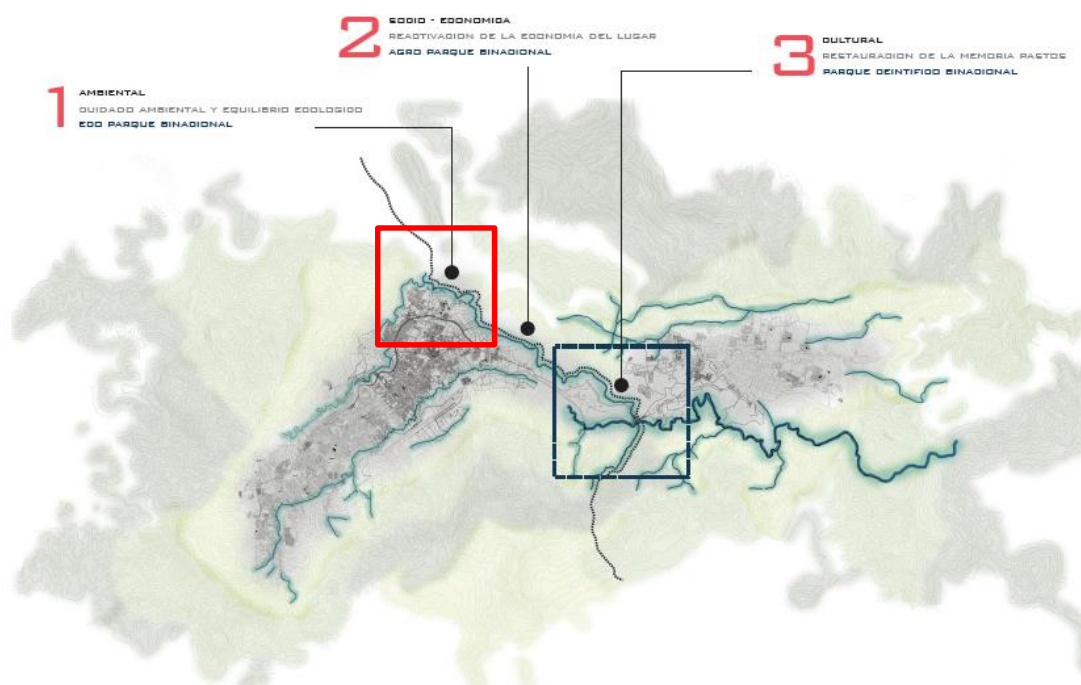 1
AMBIENTAL
CUIDADO AMBIENTAL Y EQUILIBRIO ECOLOGICO
ECO PARQUE BINACIONAL
2
SOCIO - ECONOMICA
REACTIVACION DE LA ECONOMIA DEL LUGAR
AGRO PARQUE BINACIONAL
3
CULTURAL
RESTAURACION DE LA MEMORIA PASTOS
PARQUE CEINTIFICO BINACIONAL